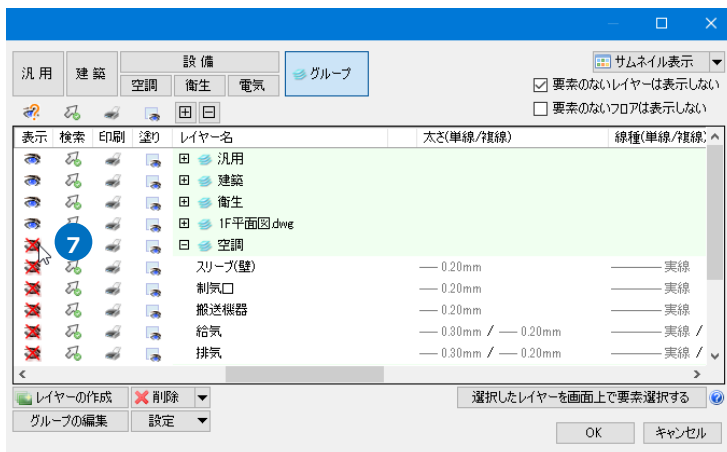 設 備
サムネイル表示
汎 用 建 築 グループ
空調 衛生 電気
要素のないレイヤーは表示しない
要素のないフロアは表示しない
表示 検索 印刷 塗り レイヤー名 太さ(単線/複線) 線種(単線/複線)
汎用
建築
衛生
1F平面図.dwg
7
空調
スリーブ(壁) 0.20mm 実線
制気口 0.20mm 実線
搬送機器 0.20mm 実線
給気 0.30mm / 0.20mm 実線 /
排気 0.30mm / 0.20mm 実線 /
レイヤーの作成 削除 選択したレイヤーを画面上で要素選択する ?
グループの編集 設定
OK キャンセル